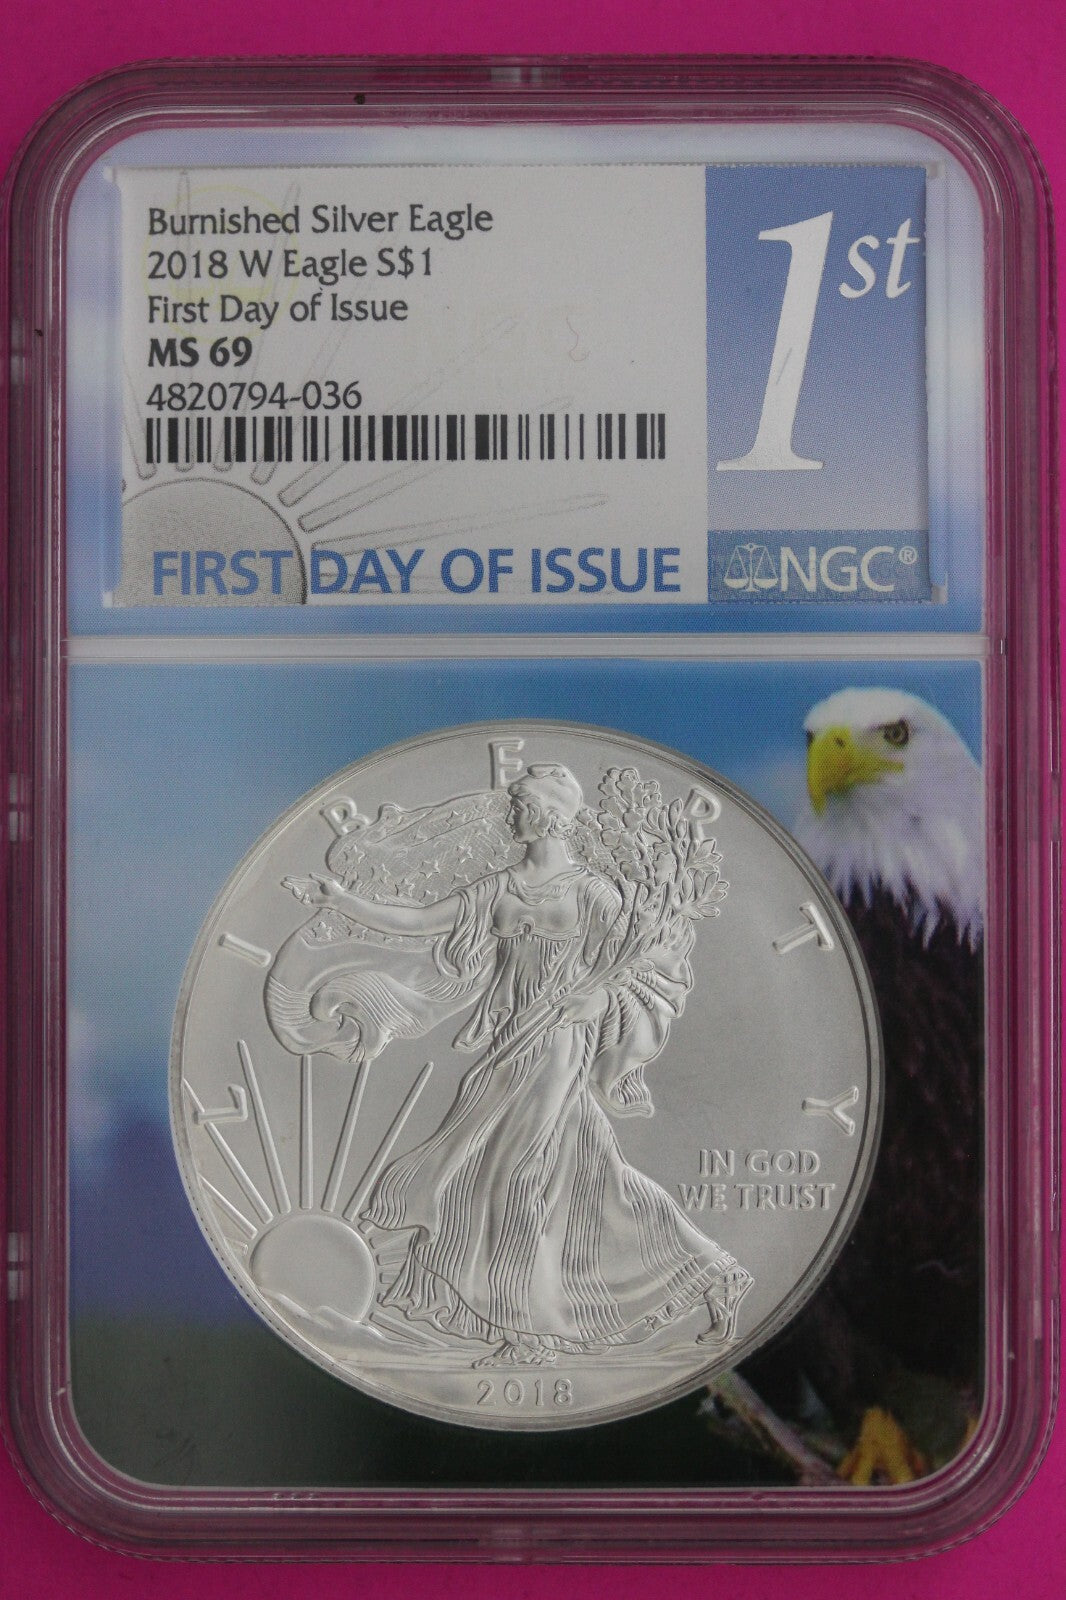 Burnished Silver Eagle
2018 W Eagle S$1
First Day of Issue
MS 69
4820794-036
1st
FIRST DAY OF ISSUE
NGC®
LIBERTY
IN GOD
WE TRUST
2018